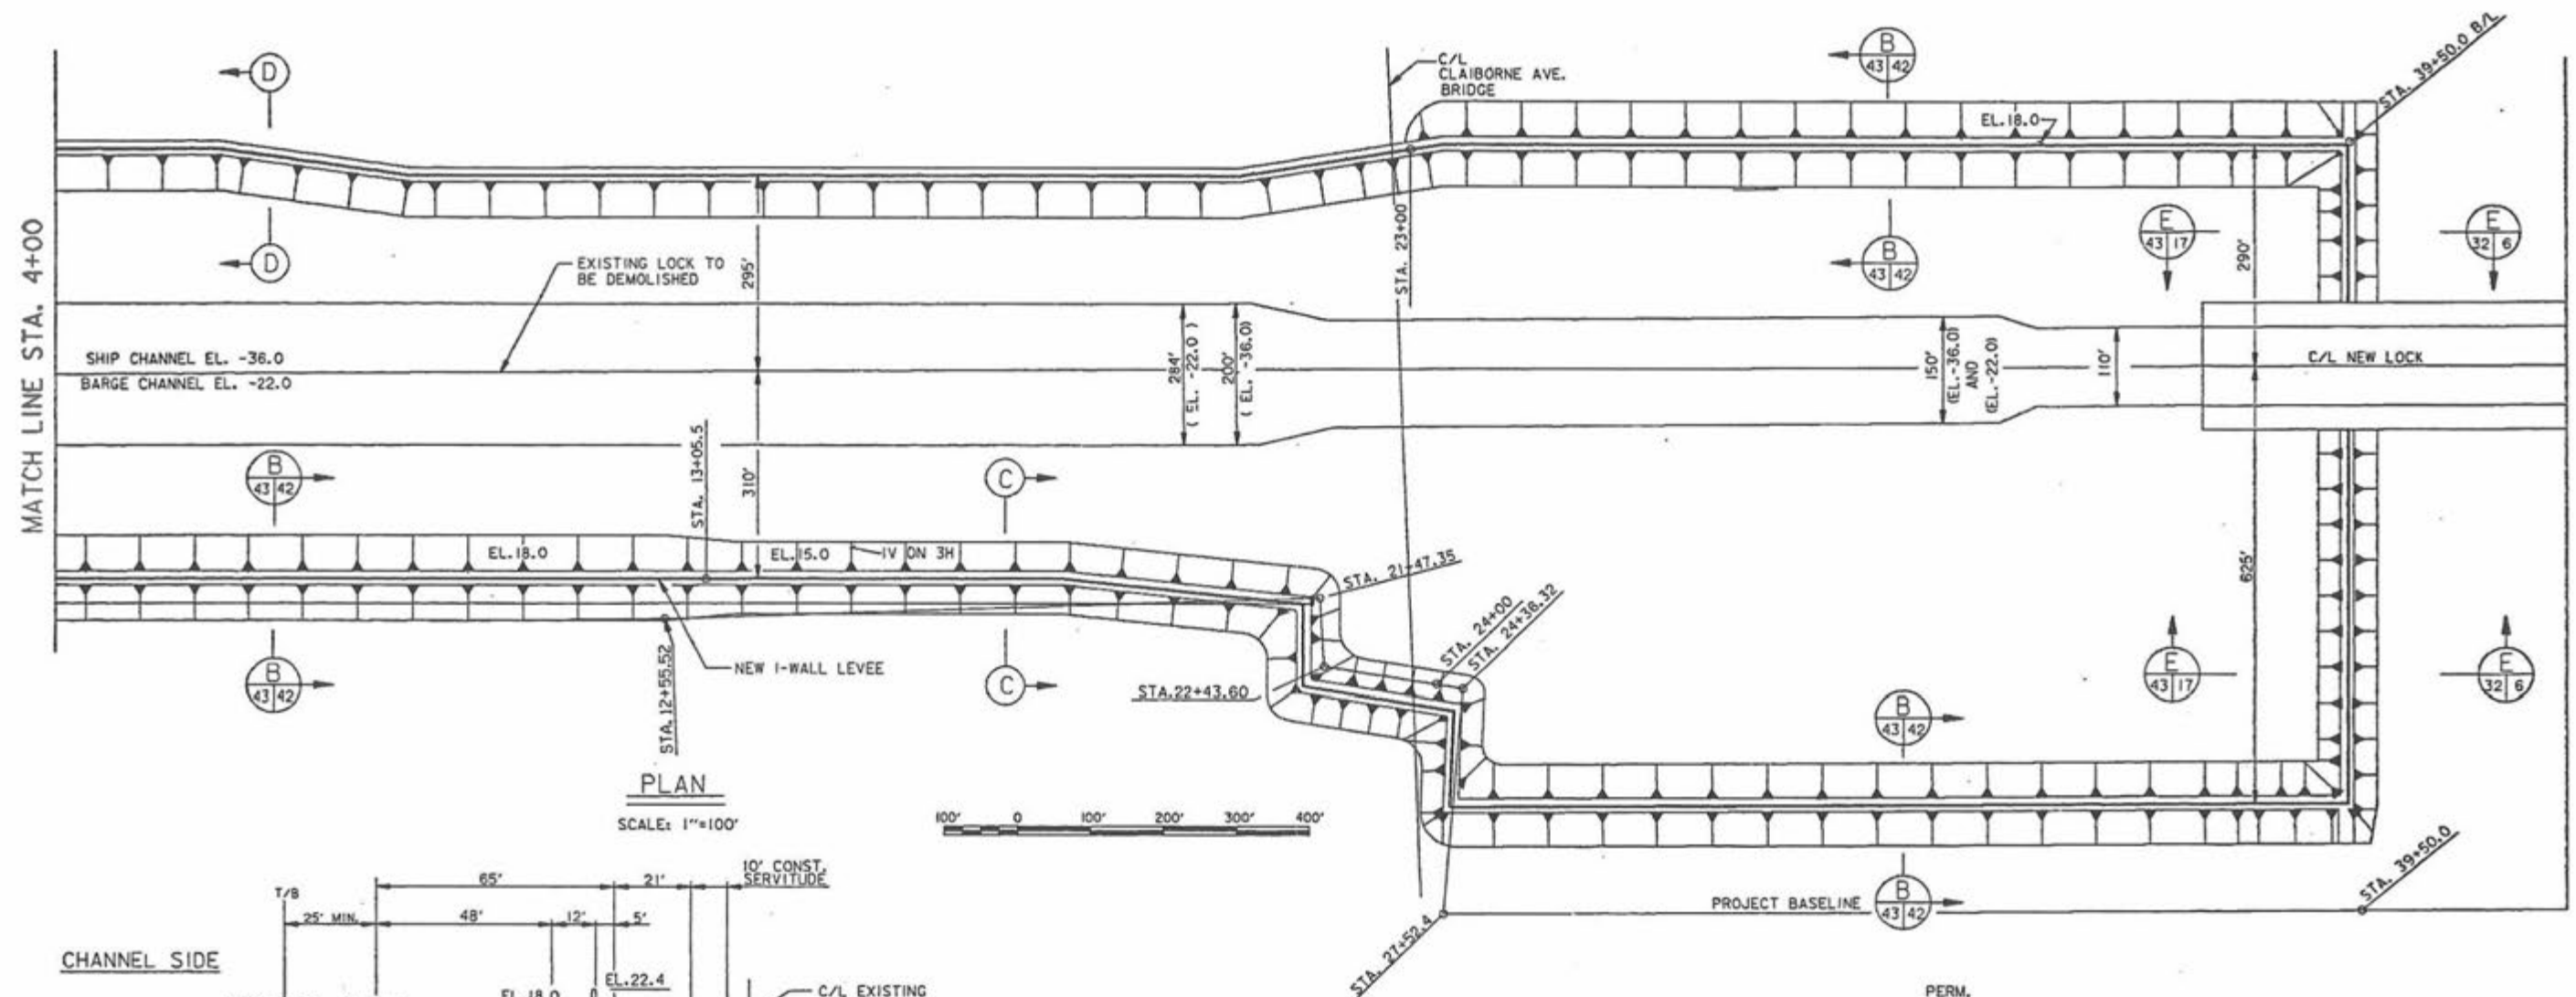 MATCH LINE STA. 4+00
D
D
C/L
CLAIBORNE AVE.
BRIDGE
B
43 42
STA. 39+50.0 B/L
EL.18.0
EXISTING LOCK TO
BE DEMOLISHED
295'
STA. 23+00
B
43 42
E
43 17
290'
E
32 6
SHIP CHANNEL EL. -36.0
BARGE CHANNEL EL. -22.0
284'
( EL. -22.0 )
200'
( EL. -36.0)
150'
(EL.-36.0)
AND
(EL.-22.0)
110'
C/L NEW LOCK
B
43 42
STA. 13+05.5
310'
C
EL.18.0
EL.15.0
1V ON 3H
STA. 21+47.35
STA. 24+00
STA. 24+36.32
625'
B
43 42
STA. 12+55.52
NEW I-WALL LEVEE
C
STA.22+43.60
B
43 42
E
43 17
E
32 6
PLAN
SCALE: 1"=100'
100' 0 100' 200' 300' 400'
PROJECT BASELINE
B
43 42
STA. 39+50.0
STA. 27+52.4
T/B
65'
21'
10' CONST.
SERVITUDE
25' MIN.
48'
12'
5'
CHANNEL SIDE
EL.22.4
EL.18.0
C/L EXISTING
PERM.